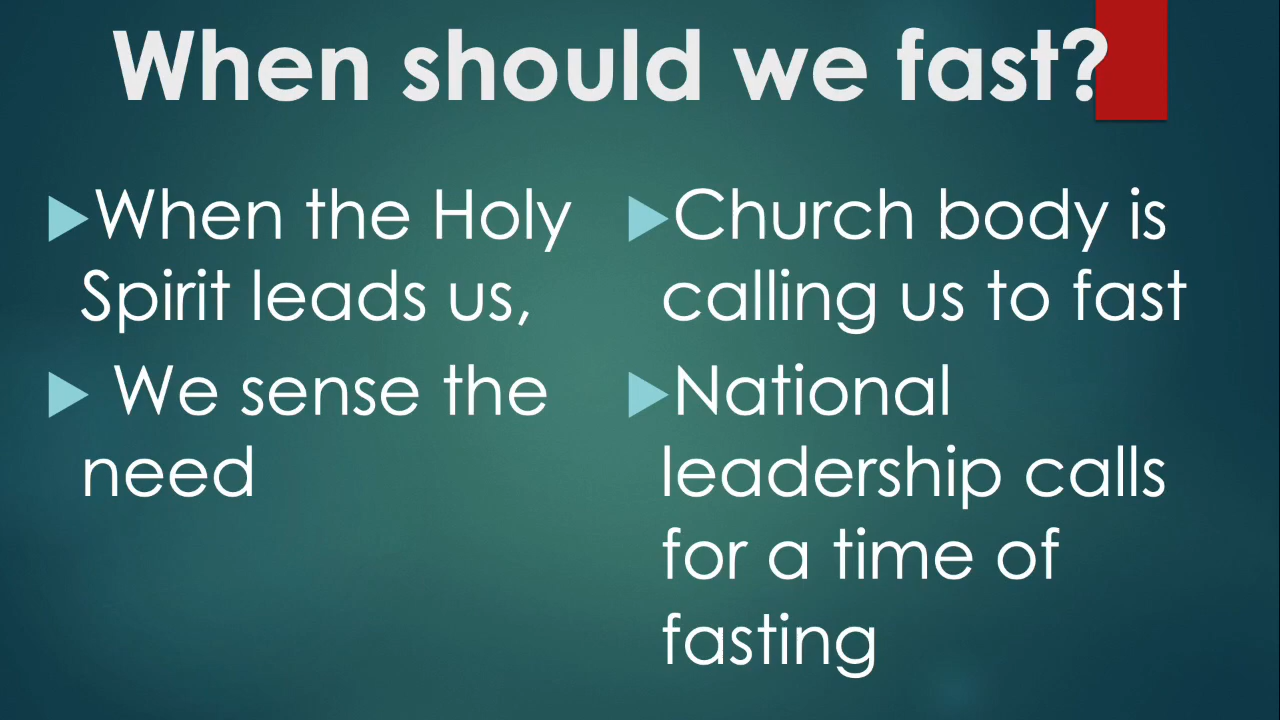 When should we fast?
When the Holy
Spirit leads us,
We sense the
need
Church body is
calling us to fast
National
leadership calls
for a time of
fasting